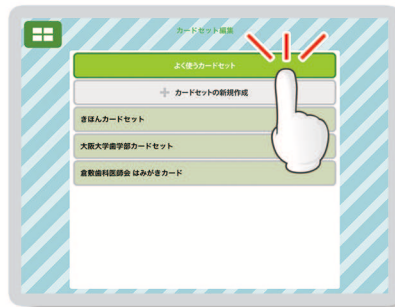 カードセット編集
よく使うカードセット
カードセットの新規作成
きほんカードセット
大阪大学歯学部カードセット
倉敷歯科医師会 はみがきカード